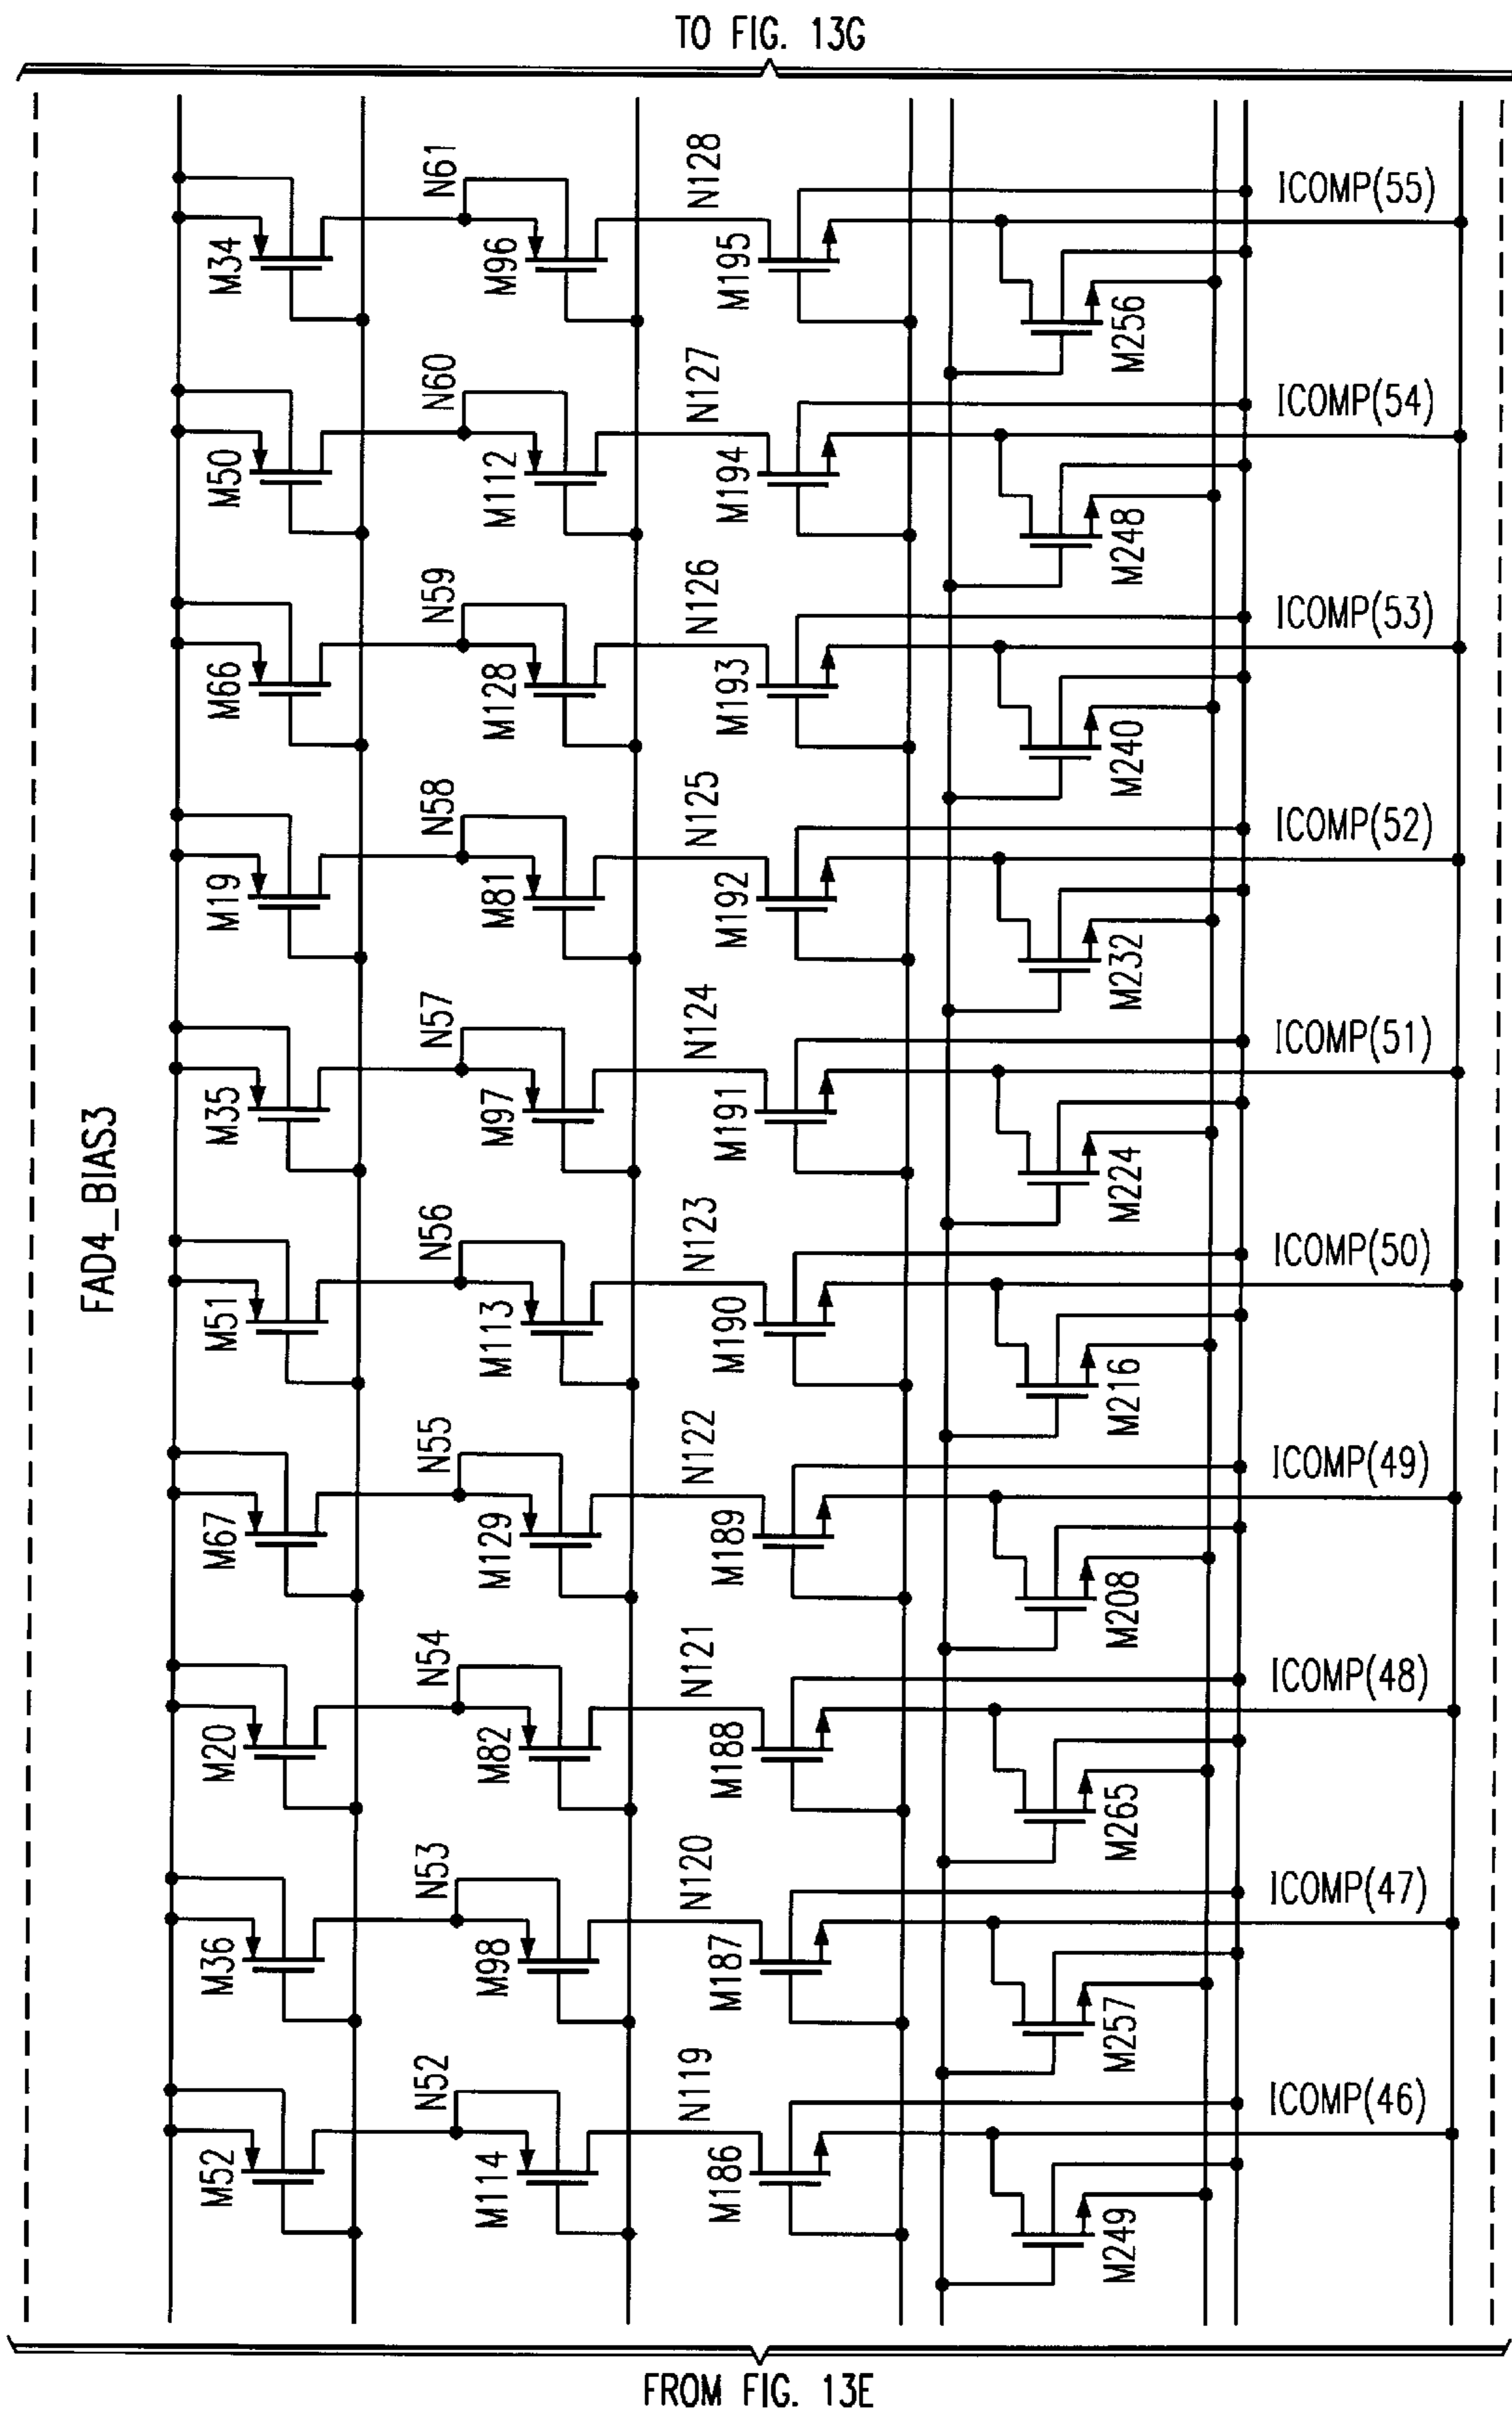 TO FIG. 13G
FAD4_BIAS3
M34
N61
M96
N128
M195
M256
ICOMP(55)
M50
N60
M112
N127
M194
M248
ICOMP(54)
M66
N59
M128
N126
M193
M240
ICOMP(53)
M19
N58
M81
N125
M192
M232
ICOMP(52)
M35
N57
M97
N124
M191
M224
ICOMP(51)
M51
N56
M113
N123
M190
M216
ICOMP(50)
M67
N55
M129
N122
M189
M208
ICOMP(49)
M20
N54
M82
N121
M188
M265
ICOMP(48)
M36
N53
M98
N120
M187
M257
ICOMP(47)
M52
N52
M114
N119
M186
M249
ICOMP(46)
FROM FIG. 13E